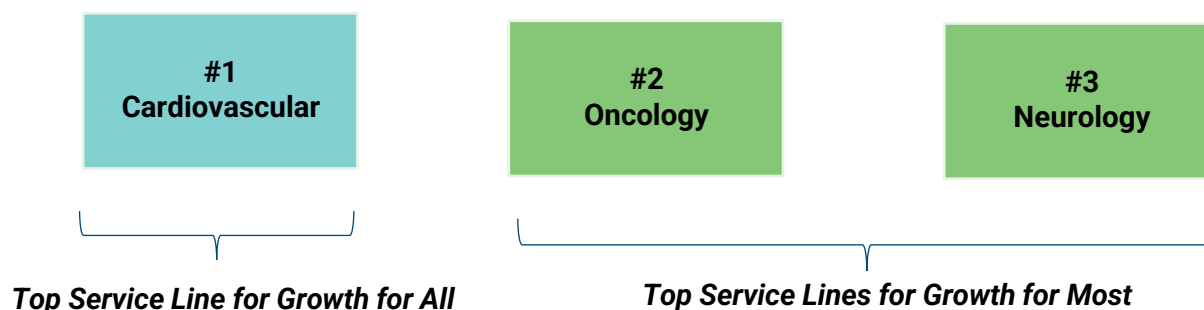 #1
Cardiovascular
#2
Oncology
#3
Neurology
Top Service Line for Growth for All
Top Service Lines for Growth for Most